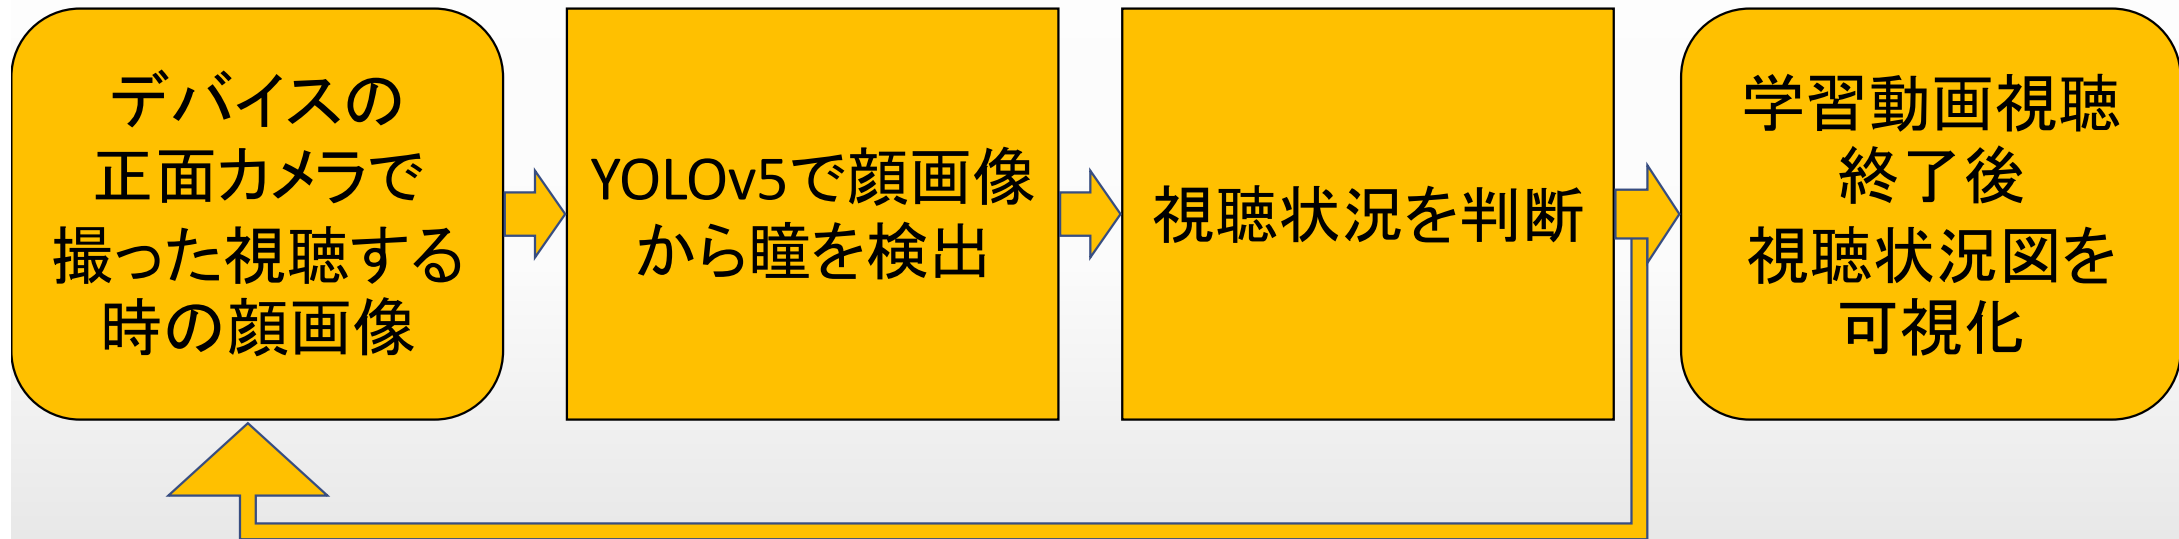 デバイスの
正面カメラで
撮った視聴する
時の顔画像
YOLOv5で顔画像
から瞳を検出
視聴状況を判断
学習動画視聴
終了後
視聴状況図を
可視化